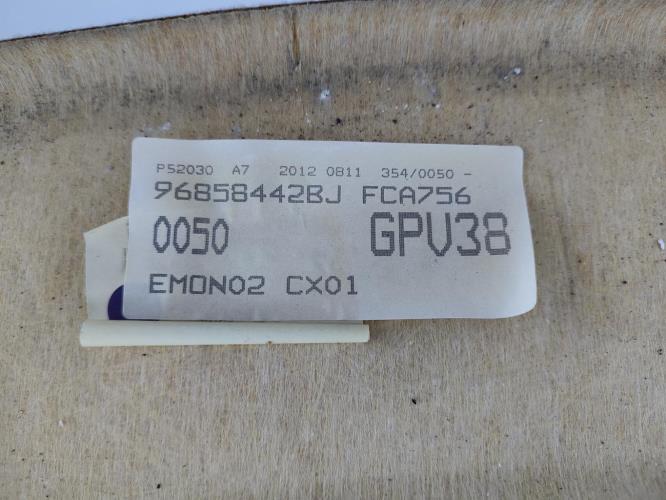 P52030 A7 2012 0811 354/0050 -
96858442BJ FCA756
0050 GPV38
EMON02 CX01